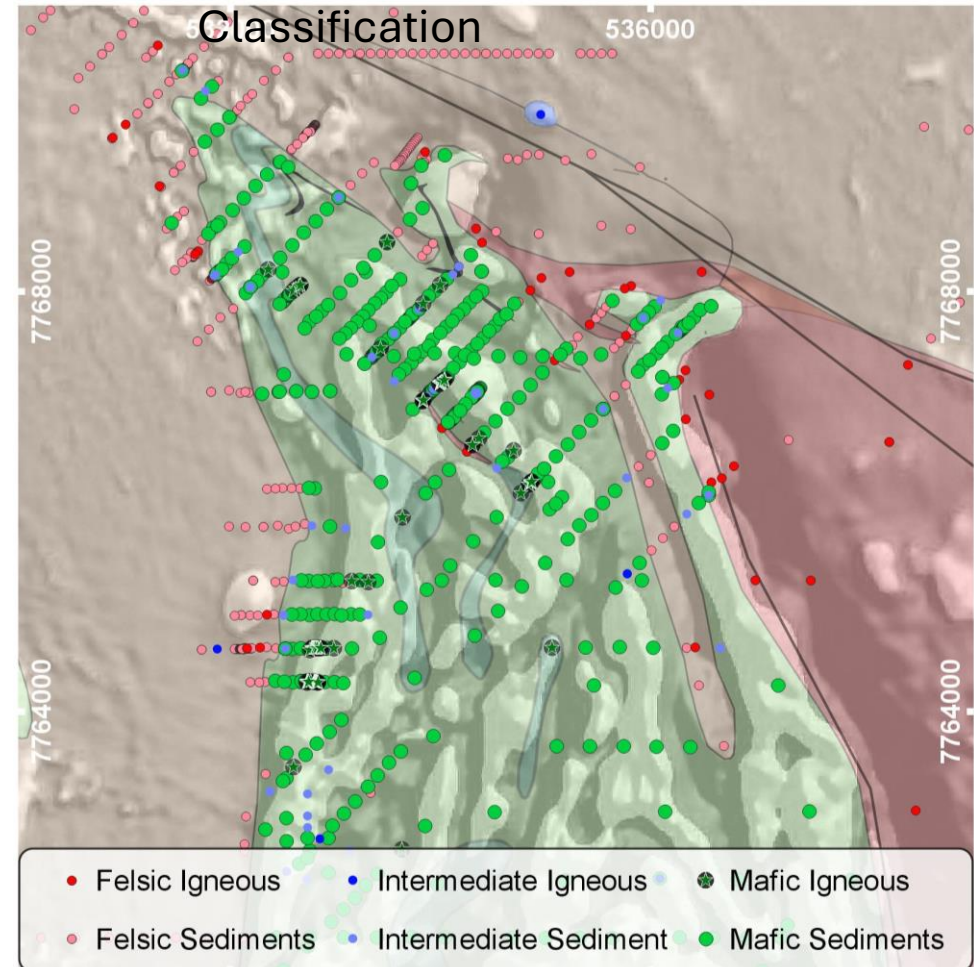 Classification
536000
7768000
7768000
7764000
7764000
Felsic Igneous
Intermediate Igneous
Mafic Igneous
Felsic Sediments
Intermediate Sediment
Mafic Sediments